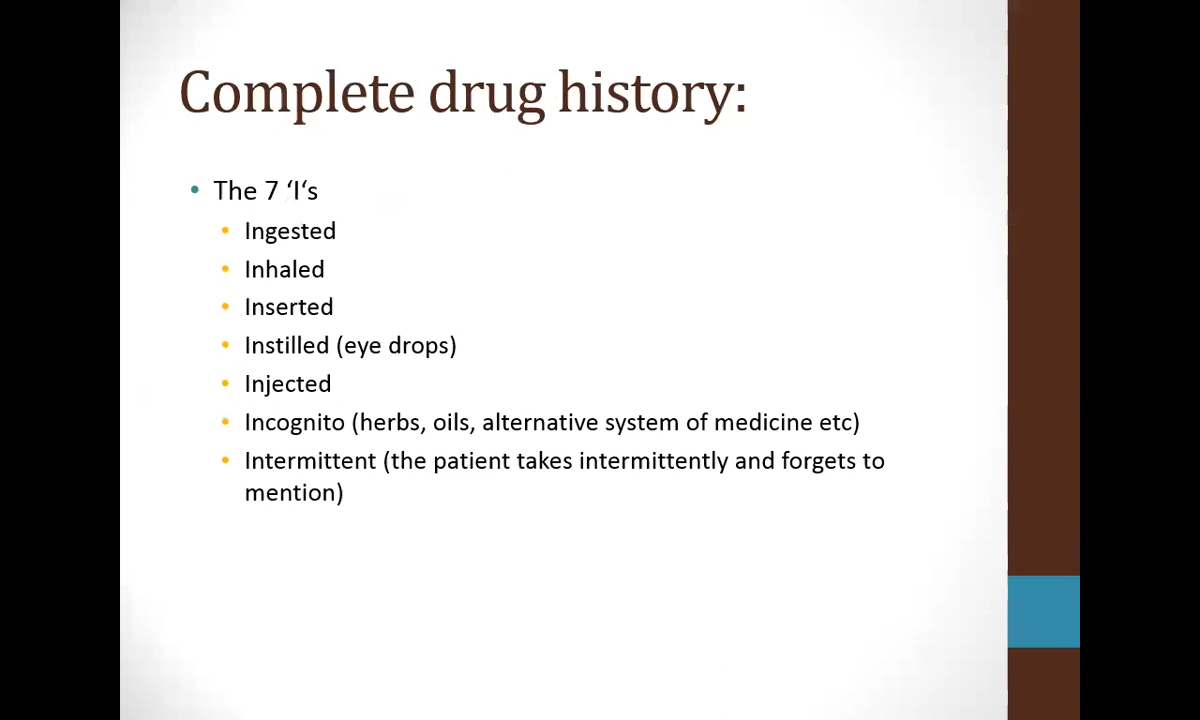 Complete drug history:
• The 7 ‘I‘s
• Ingested
• Inhaled
• Inserted
• Instilled (eye drops)
• Injected
• Incognito (herbs, oils, alternative system of medicine etc)
• Intermittent (the patient takes intermittently and forgets to
mention)